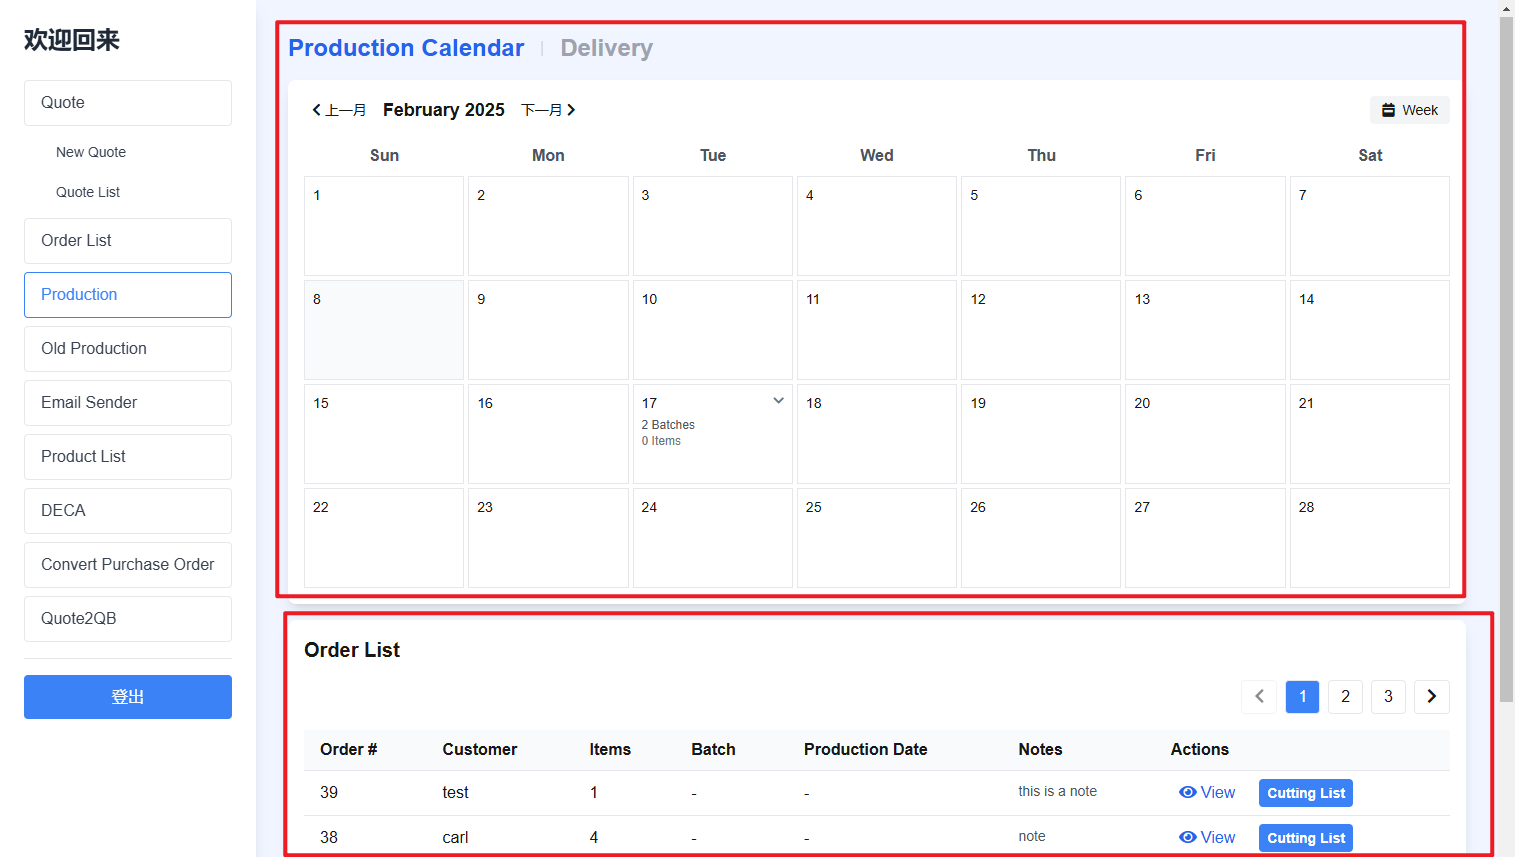 欢迎回来
Quote
New Quote
Quote List
Order List
Production
Old Production
Email Sender
Product List
DECA
Convert Purchase Order
Quote2QB
登出
Production Calendar | Delivery
上一月 February 2025 下一月 Week
Sun Mon Tue Wed Thu Fri Sat
1 2 3 4 5 6 7
8 9 10 11 12 13 14
15 16 17 18 19 20 21
2 Batches
0 Items
22 23 24 25 26 27 28
Order List
1 2 3
Order # Customer Items Batch Production Date Notes Actions
39 test 1 - - this is a note View Cutting List
38 carl 4 - - note View Cutting List